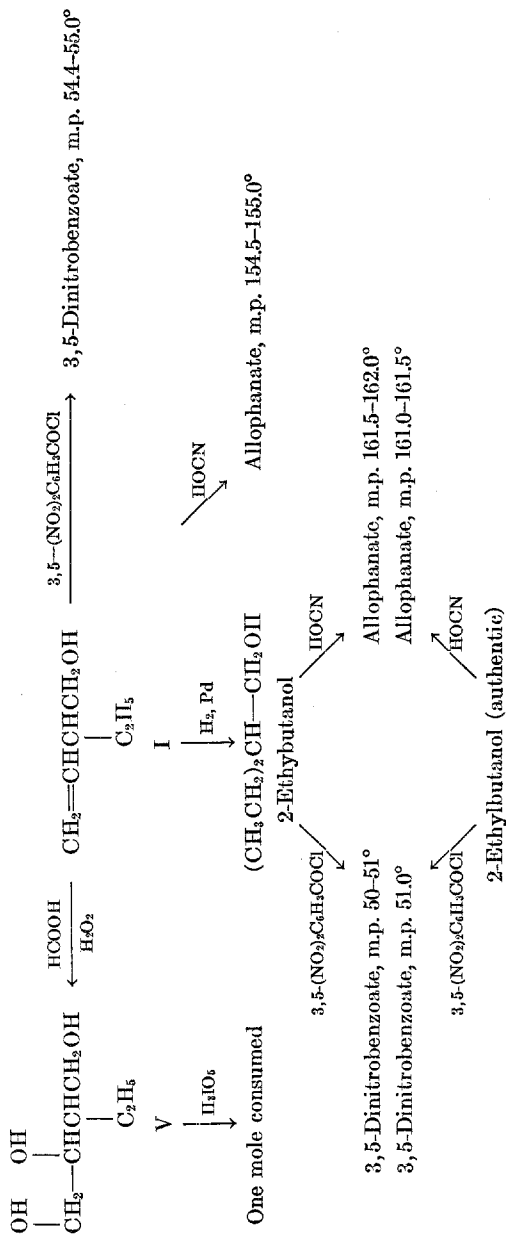 OH OH
CH₂—CHCHCH₂OH
C₂H₅
V
One mole consumed
HCOOH
H₂O₂
CH₂=CHCHCH₂OH
C₂H₅
I
3,5-(NO₂)₂C₆H₃COCl
3,5-Dinitrobenzoate, m.p. 54.4–55.0°
HOCN
Allophanate, m.p. 154.5–155.0°
H₂, Pd
(CH₃CH₂)₂CH—CH₂OH
2-Ethybutanol
3,5-(NO₂)₂C₆H₃COCl
HOCN
3,5-Dinitrobenzoate, m.p. 50–51°
Allophanate, m.p. 161.5–162.0°
3,5-Dinitrobenzoate, m.p. 51.0°
Allophanate, m.p. 161.0–161.5°
3,5-(NO₂)₂C₆H₃COCl
HOCN
2-Ethylbutanol (authentic)